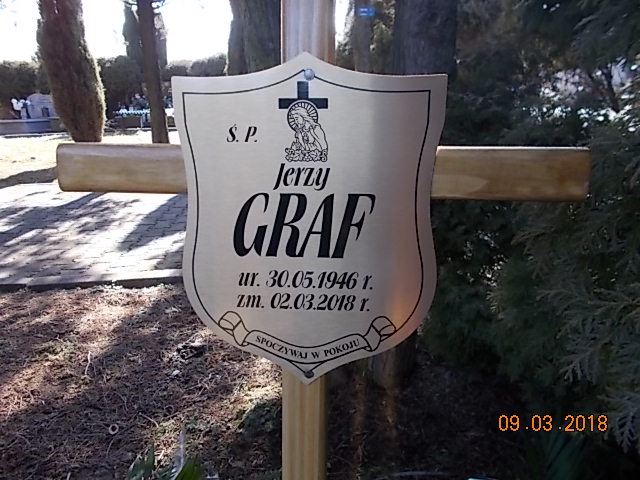 Ś. P.
Jerzy
GRAF
ur. 30.05.1946 r.
zm. 02.03.2018 r.
SPOCZYWAJ W POKOJU
09.03.2018